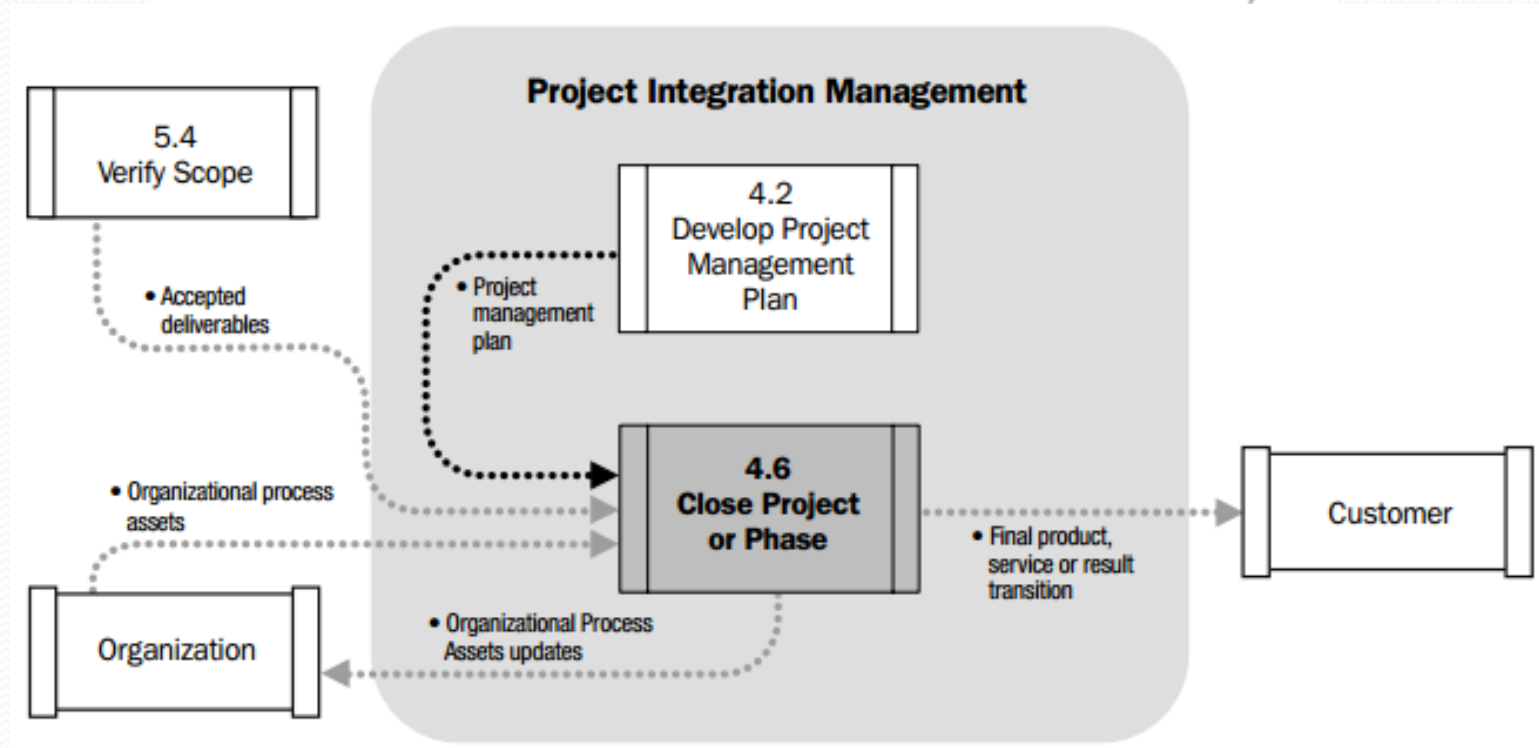 Project Integration Management
5.4
Verify Scope
4.2
Develop Project
Management
Plan
• Accepted
deliverables
• Project
management
plan
4.6
Close Project
or Phase
• Organizational process
assets
Customer
• Final product,
service or result
transition
Organization
• Organizational Process
Assets updates